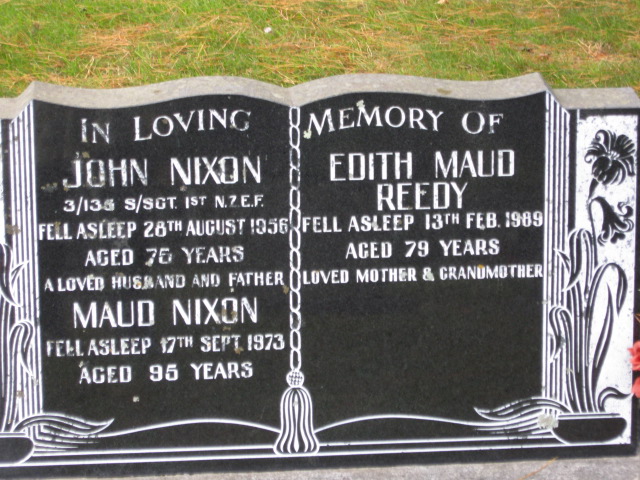 IN LOVING MEMORY OF
JOHN NIXON
3/135 S/SGT. 1ST N.Z.E.F.
FELL ASLEEP 28TH AUGUST 1956
AGED 76 YEARS
A LOVED HUSBAND AND FATHER
MAUD NIXON
FELL ASLEEP 17TH SEPT. 1973
AGED 95 YEARS
EDITH MAUD
REEDY
FELL ASLEEP 13TH FEB. 1989
AGED 79 YEARS
LOVED MOTHER & GRANDMOTHER